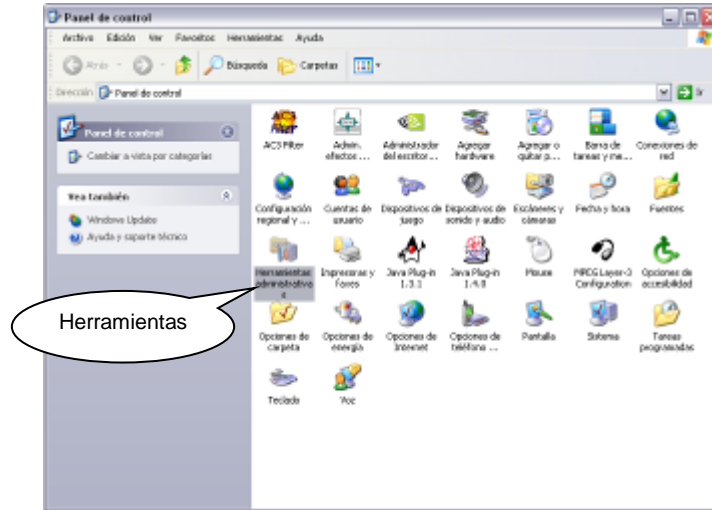 Panel de control
Archivo Edición Ver Favoritos Herramientas Ayuda
Atrás Búsqueda Carpetas
Dirección Panel de control Ir
Panel de control
Cambiar a vista por categorías
Vea también
Windows Update
Ayuda y soporte técnico
AC3 Filter
Admin. efectos ...
Administrador del escritor...
Agregar hardware
Agregar o quitar p...
Barra de tareas y me...
Conexiones de red
Configuración regional y ...
Cuentas de usuario
Dispositivos de juego
Dispositivos de sonido y audio
Escáneres y cámaras
Fecha y hora
Fuentes
Herramientas administrativas
Impresoras y faxes
Java Plug-in 1.3.1
Java Plug-in 1.4.0
Mouse
MPEG Layer-3 Configuration
Opciones de accesibilidad
Herramientas
Opciones de carpeta
Opciones de energía
Opciones de Internet
Opciones de teléfono ...
Pantalla
Sistema
Tareas programadas
Teclado
Voz